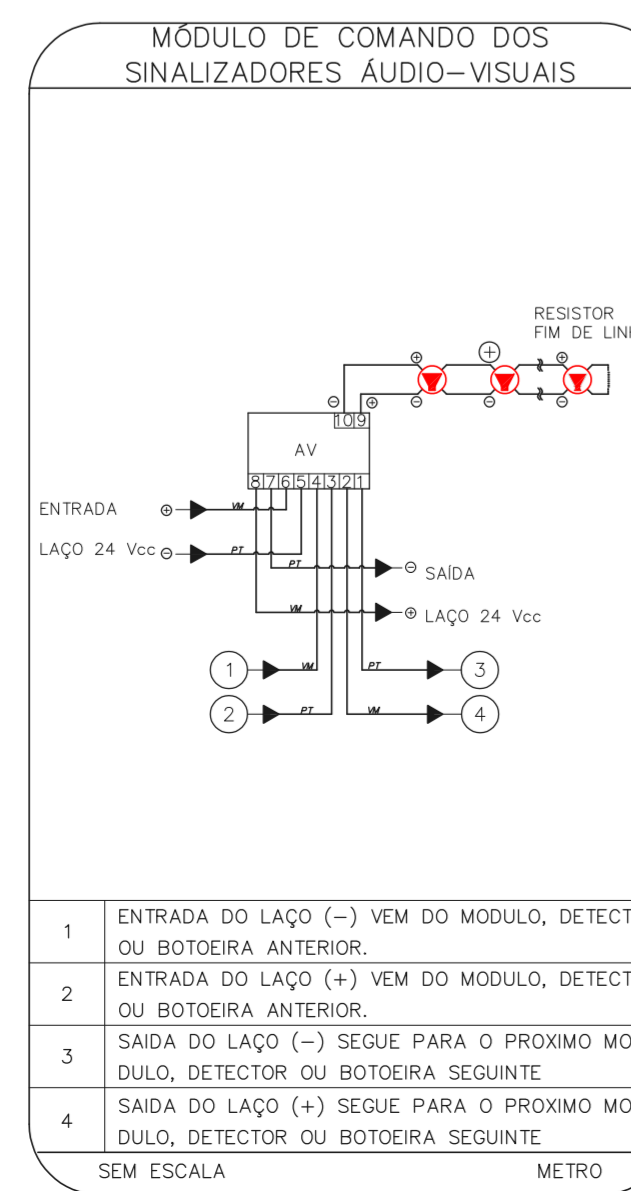 MÓDULO DE COMANDO DOS
SINALIZADORES ÁUDIO-VISUAIS
RESISTOR
FIM DE
⊕ ⊕ ⊕
⊖ ⊖ ⊖
⊖ ⊕
10 9
AV
8 7 6 5 4 3 2 1
ENTRADA ⊕ VM
LAÇO 24 Vcc ⊖ PT
PT ⊖ SAÍDA
VM ⊕ LAÇO 24 Vcc
1 VM PT 3
2 PT VM 4
1 ENTRADA DO LAÇO (-) VEM DO MODULO,
OU BOTOEIRA ANTERIOR.
2 ENTRADA DO LAÇO (+) VEM DO MODULO,
OU BOTOEIRA ANTERIOR.
3 SAIDA DO LAÇO (-) SEGUE PARA O PROXIMO MO
DULO, DETECTOR OU BOTOEIRA SEGUINTE
4 SAIDA DO LAÇO (+) SEGUE PARA O PROXIMO MO
DULO, DETECTOR OU BOTOEIRA SEGUINTE
SEM ESCALA METRO